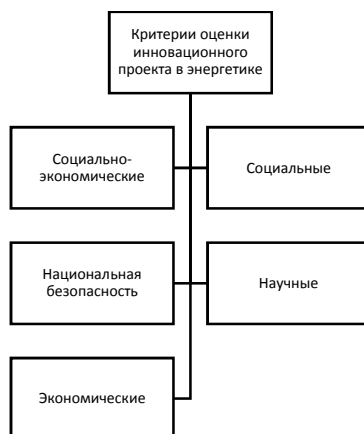 Критерии оценки
инновационного
проекта в энергетике
Социально-
экономические
Социальные
Национальная
безопасность
Научные
Экономические